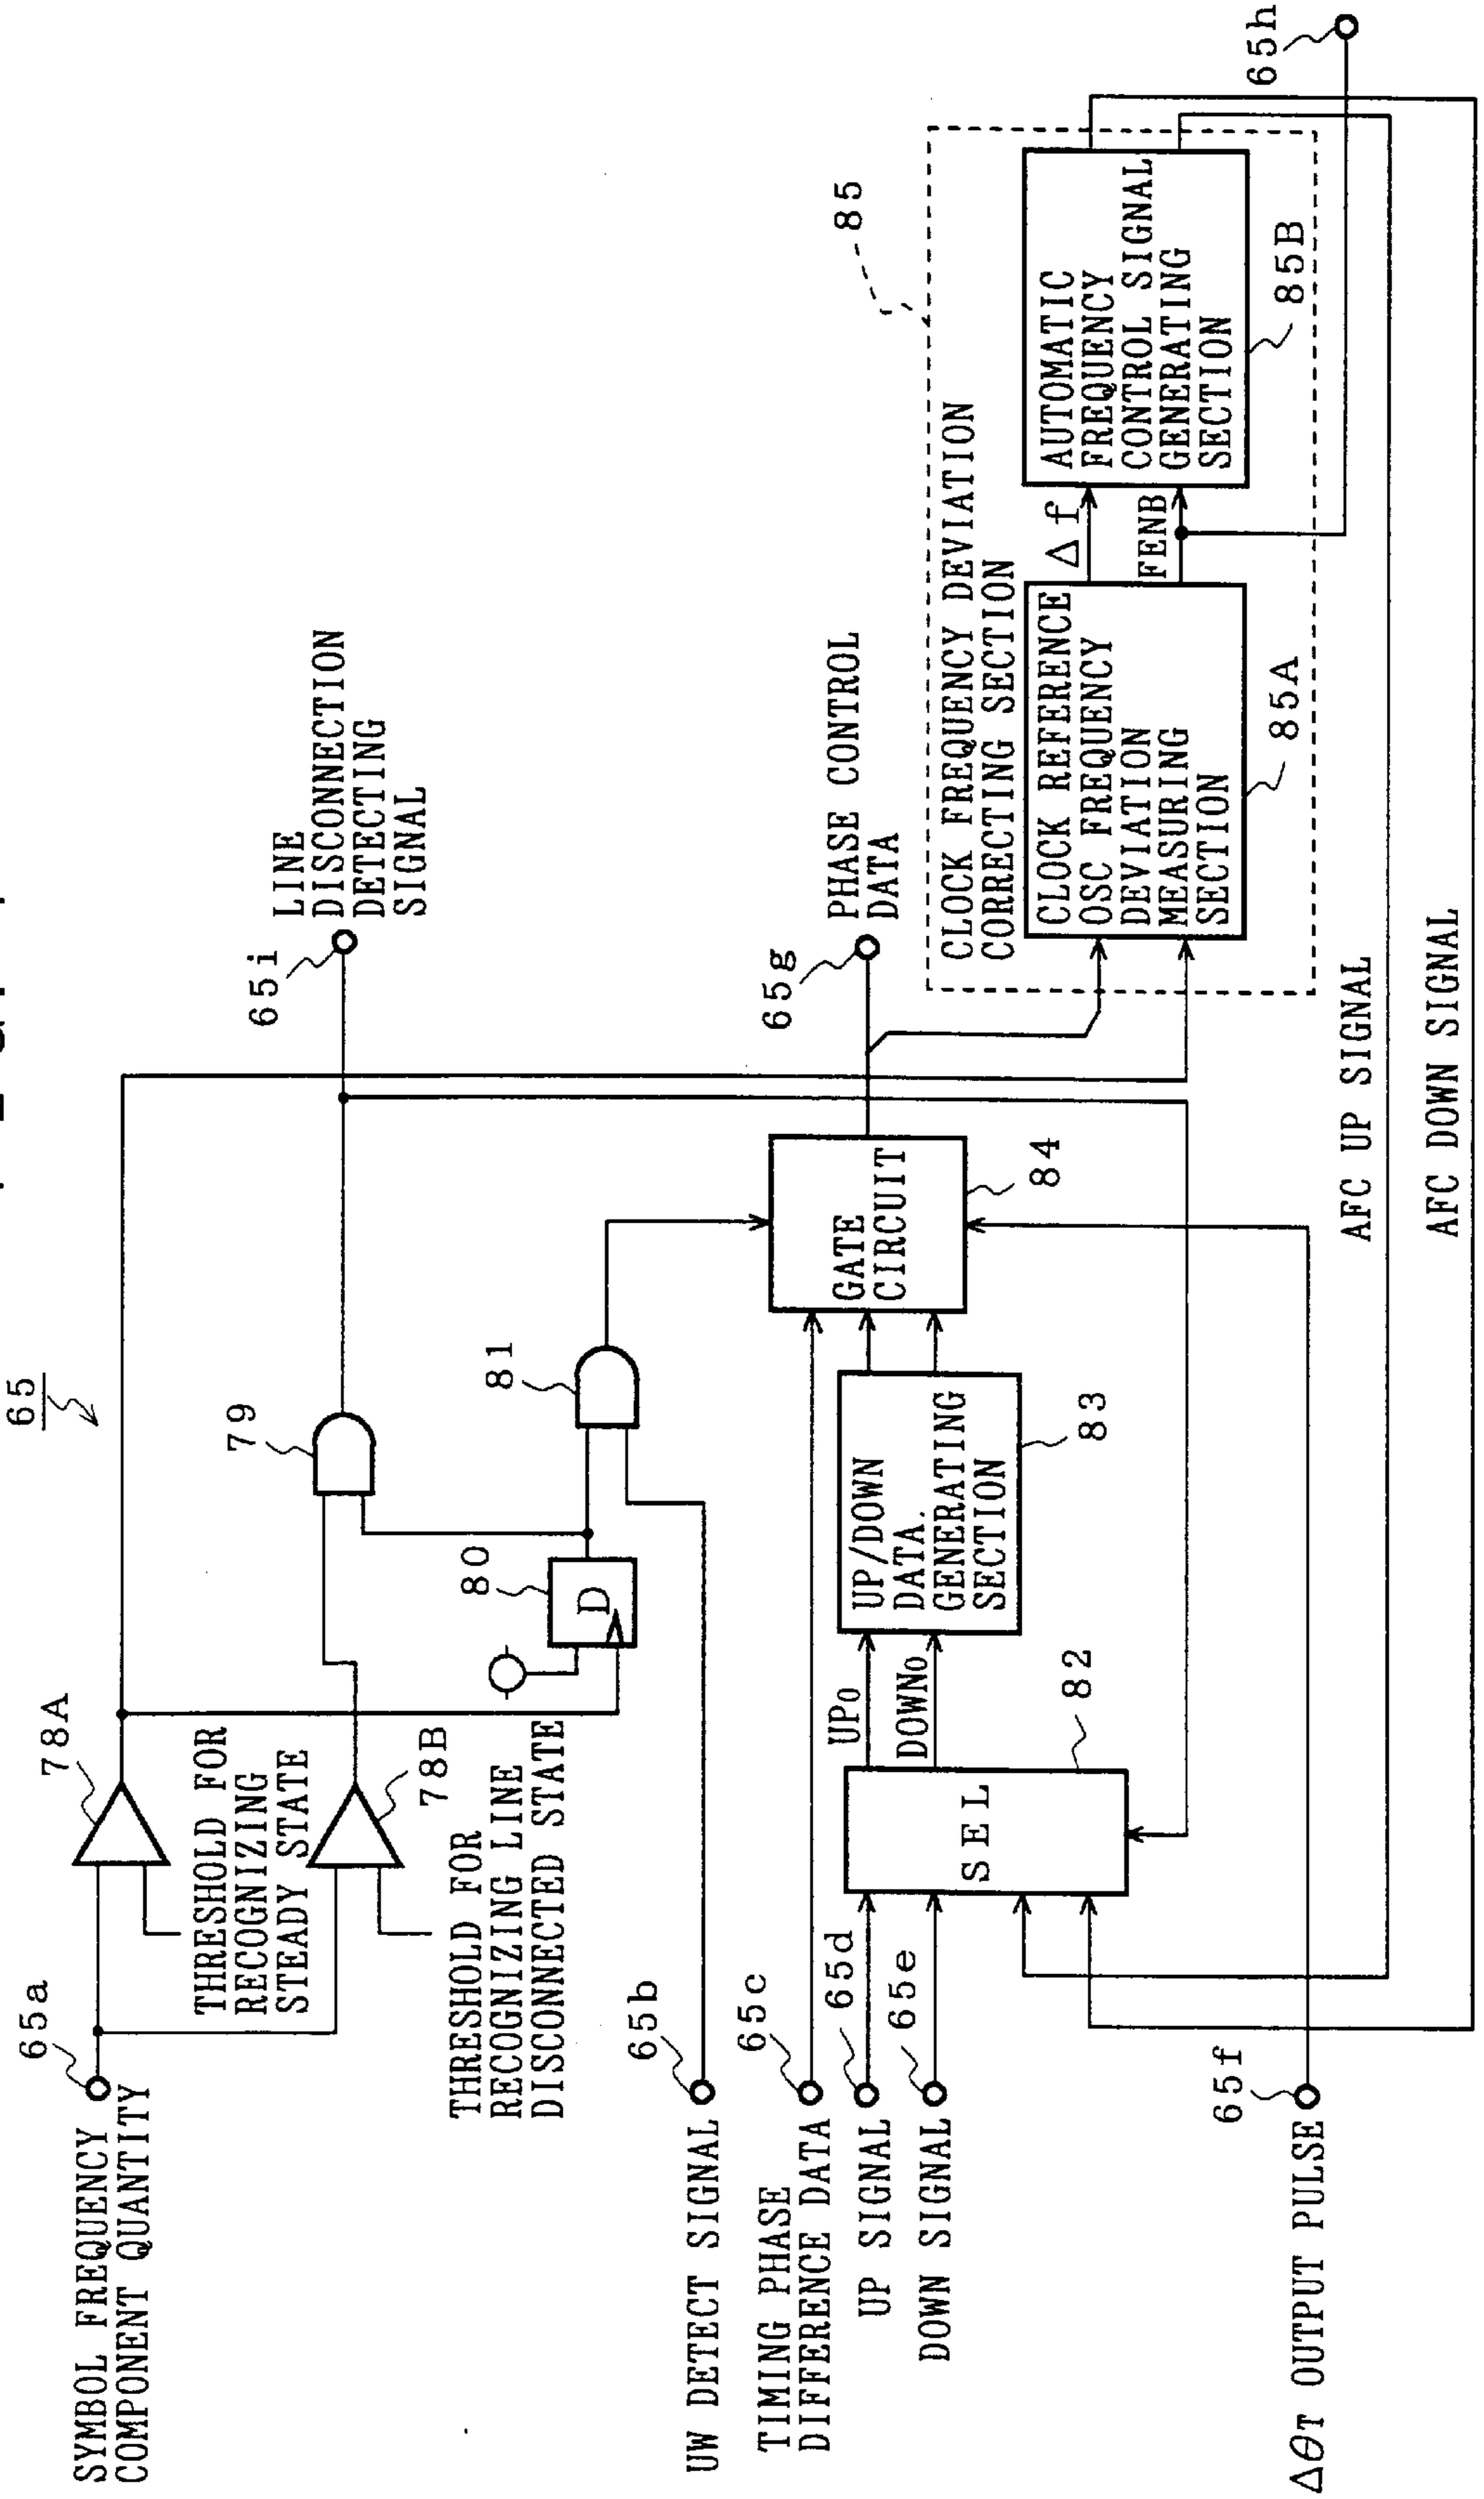 65
SYMBOL FREQUENCY
COMPONENT QUANTITY
65a
78A
THRESHOLD FOR
RECOGNIZING
STEADY STATE
78B
THRESHOLD FOR
RECOGNIZING LINE
DISCONNECTED STATE
79
80
D
81
65i
LINE
DISCONNECTION
DETECTING
SIGNAL
UW DETECT SIGNAL
65b
TIMING PHASE
DIFFERENCE DATA
65c
UP SIGNAL
65d
DOWN SIGNAL
65e
SEL
82
UP0
DOWN0
UP/DOWN
DATA.
GENERATING
SECTION
83
GATE
CIRCUIT
84
65g
PHASE CONTROL
DATA
85
CLOCK FREQUENCY DEVIATION
CORRECTING SECTION
CLOCK REFERENCE
OSC FREQUENCY
DEVIATION
MEASURING
SECTION
85A
Δf
FENB
AUTOMATIC
FREQUENCY
CONTROL SIGNAL
GENERATING
SECTION
85B
65h
ΔθT OUTPUT PULSE
65f
AFC UP SIGNAL
AFC DOWN SIGNAL